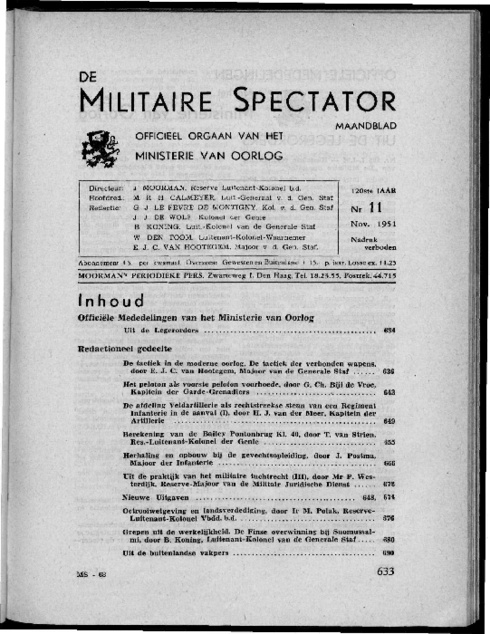 DE
MILITAIRE SPECTATOR
MAANDBLAD
OFFICIEEL ORGAAN VAN HET
MINISTERIE VAN OORLOG
Directeur: J. MOORMAN, Reserve Luitenant-Kolonel b.d.
Hoofdred.: M. R. H. CALMEYER, Luit.-Generaal v. d. Gen. Staf
Redactie: G. J. LE FEVRE DE MONTIGNY, Kol. v. d. Gen. Staf
J. J. DE WOLF, Kolonel der Genie
B. KONING, Luit.-Kolonel van de Generale Staf
W. DEN TOOM, Luitenant-Kolonel-Waarnemer
E. J. C. VAN HOOTEGEM, Majoor v. d. Gen. Staf.
120ste JAAR
Nr 11
Nov. 1951
Nadruk
verboden
MOORMANS PERIODIEKE PERS, Zwarteweg 1, Den Haag, Tel. 18.25.55, Postrek. 44.715
Inhoud
Officiële Mededelingen van het Ministerie van Oorlog
Uit de Legerorders 634
Redactioneel gedeelte
De tactiek in de moderne oorlog. De tactiek der verbonden wapens,
door E. J. C. van Hootegem, Majoor van de Generale Staf ...... 636
Het peloton als voorste peloton voorhoede, door G. Ch. Bijl de Vroe,
Kapitein der Garde-Grenadiers 643
De afdeling Veldartillerie als rechtstreekse steun van een Regiment
Infanterie in de aanval (I), door H. J. van der Meer, Kapitein der
Artillerie 649
Berekening van de Bailey Pontonbrug Kl. 40, door T. van Strien,
Res.-Luitenant-Kolonel der Genie 655
Herhaling en opbouw bij de gevechtsopleiding, door J. Postma,
Majoor der Infanterie 666
Uit de praktijk van het militaire tuchtrecht (III), door Mr F. Wes-
terdijk, Reserve-Majoor van de Militair Juridische Dienst 672
Nieuwe Uitgaven 648, 674
Octrooiwetgeving en landsverdediging, door Ir M. Polak, Reserve-
Luitenant-Kolonel Vbdd. b.d. 676
Grepen uit de werkelijkheid. De Finse overwinning bij Suomussal-
mi, door B. Koning, Luitenant-Kolonel van de Generale Staf ..... 680
Uit de buitenlandse vakpers 690
MS - 68
633